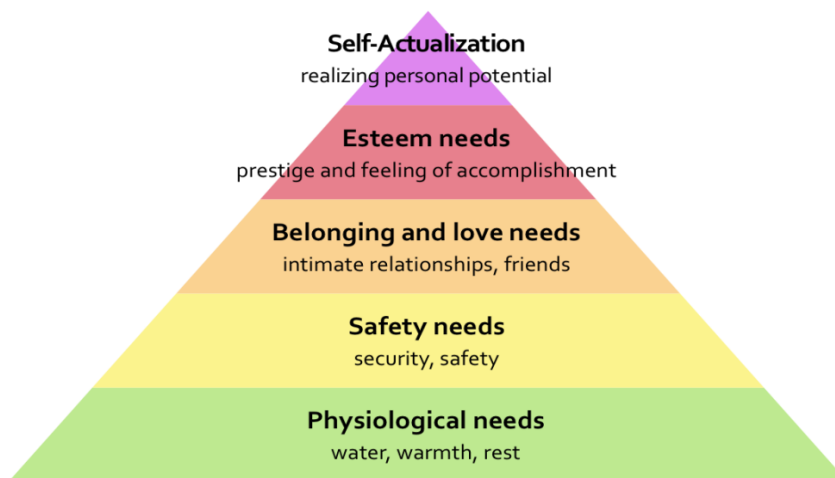 Self-Actualization
realizing personal potential
Esteem needs
prestige and feeling of accomplishment
Belonging and love needs
intimate relationships, friends
Safety needs
security, safety
Physiological needs
water, warmth, rest